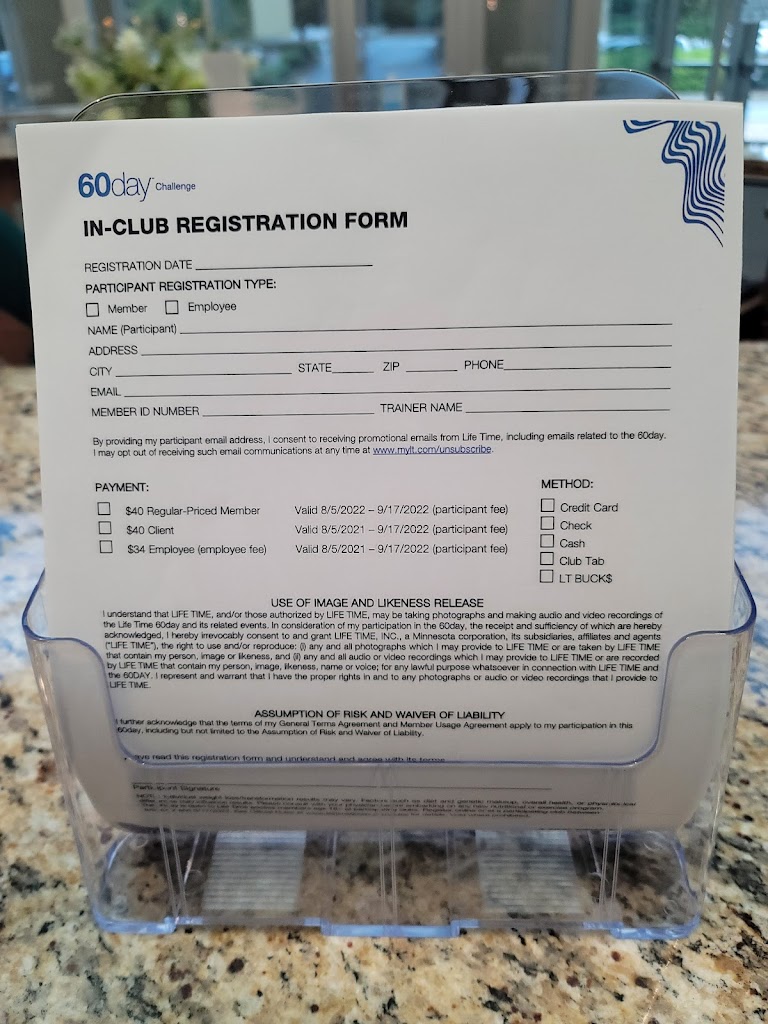 60day™ Challenge
IN-CLUB REGISTRATION FORM
REGISTRATION DATE
PARTICIPANT REGISTRATION TYPE:
Member Employee
NAME (Participant)
ADDRESS
CITY STATE ZIP PHONE
EMAIL
MEMBER ID NUMBER TRAINER NAME
By providing my participant email address, I consent to receiving promotional emails from Life Time, including emails related to the 60day.
I may opt out of receiving such email communications at any time at www.mylt.com/unsubscribe.
PAYMENT: METHOD:
$40 Regular-Priced Member Valid 8/5/2022 – 9/17/2022 (participant fee) Credit Card
$40 Client Valid 8/5/2021 – 9/17/2022 (participant fee) Check
$34 Employee (employee fee) Valid 8/5/2021 – 9/17/2022 (participant fee) Cash
Club Tab
LT BUCK$
USE OF IMAGE AND LIKENESS RELEASE
I understand that LIFE TIME, and/or those authorized by LIFE TIME, may be taking photographs and making audio and video recordings of
the Life Time 60day and its related events. In consideration of my participation in the 60day, the receipt and sufficiency of which are hereby
acknowledged, I hereby irrevocably consent to and grant LIFE TIME, INC., a Minnesota corporation, its subsidiaries, affiliates and agents
("LIFE TIME"), the right to use and/or reproduce: (i) any and all photographs which I may provide to LIFE TIME or are taken by LIFE TIME
that contain my person, image or likeness, and (ii) any and all audio or video recordings which I may provide to LIFE TIME or are recorded
by LIFE TIME that contain my person, image, likeness, name or voice; for any lawful purpose whatsoever in connection with LIFE TIME and
the 60DAY. I represent and warrant that I have the proper rights in and to any photographs or audio or video recordings that I provide to
LIFE TIME.
ASSUMPTION OF RISK AND WAIVER OF LIABILITY
I further acknowledge that the terms of my General Terms Agreement and Member Usage Agreement apply to my participation in this
60day, including but not limited to the Assumption of Risk and Waiver of Liability.
have read this registration form and understand and agree with its terms
Participant Signature